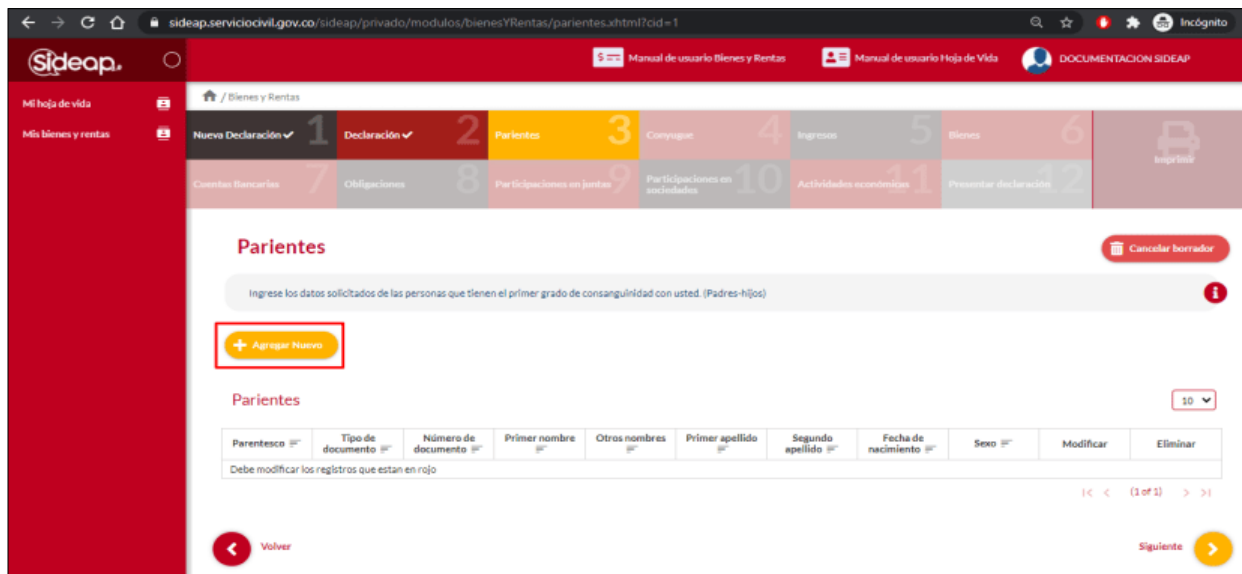 sideap.serviciocivil.gov.co/sideap/privado/modulos/bienesYRentas/parientes.xhtml?cid=1
Incógnito
Sideap.
Manual de usuario Bienes y Rentas
Manual de usuario Hoja de Vida
DOCUMENTACION SIDEAP
Mi hoja de vida
Mis bienes y rentas
/ Bienes y Rentas
Nueva Declaración ✔ 1
Declaración ✔ 2
Parientes 3
Conyugue 4
Ingresos 5
Bienes 6
Imprimir
Cuentas Bancarias 7
Obligaciones 8
Participaciones en juntas 9
Participaciones en
sociedades 10
Actividades económicas 11
Presentar declaración 12
Parientes
Cancelar borrador
Ingrese los datos solicitados de las personas que tienen el primer grado de consanguinidad con usted. (Padres-hijos)
i
+ Agregar Nuevo
Parientes
10
Parentesco
Tipo de
documento
Número de
documento
Primer nombre
Otros nombres
Primer apellido
Segundo
apellido
Fecha de
nacimiento
Sexo
Modificar
Eliminar
Debe modificar los registros que estan en rojo
(1 of 1)
Volver
Siguiente